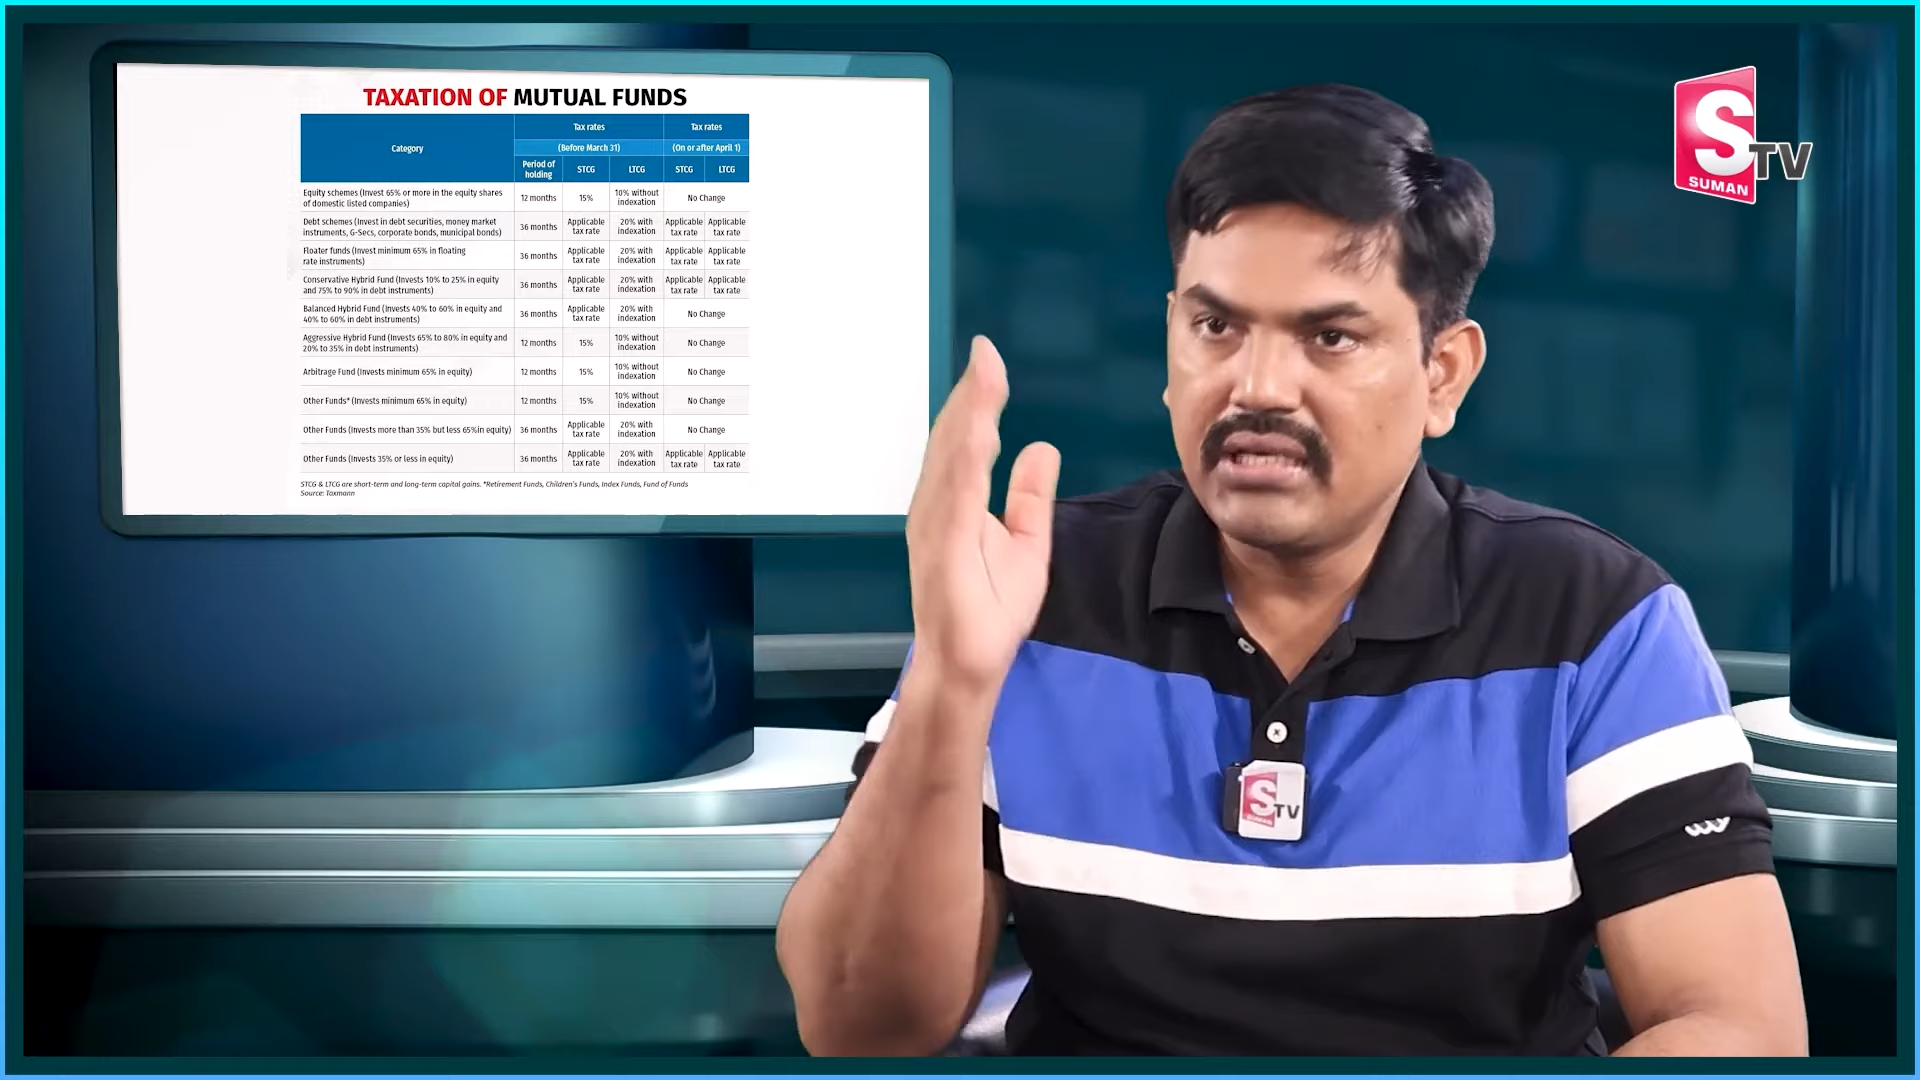 TAXATION OF MUTUAL FUNDS
Category
Tax rates
Tax rates
(Before March 31)
(On or after April 1)
Period of
holding
STCG
LTCG
STCG
LTCG
Equity schemes (Invest 65% or more in the equity shares
of domestic listed companies)
12 months
15%
10% without
indexation
No Change
Debt schemes (Invest in debt securities, money market
instruments, G-Secs, corporate bonds, municipal bonds)
36 months
Applicable
tax rate
20% with
indexation
Applicable
tax rate
Applicable
tax rate
Floater funds (Invest minimum 65% in floating
rate instruments)
36 months
Applicable
tax rate
20% with
indexation
Applicable
tax rate
Applicable
tax rate
Conservative Hybrid Fund (Invests 10% to 25% in equity
and 75% to 90% in debt instruments)
36 months
Applicable
tax rate
20% with
indexation
Applicable
tax rate
Applicable
tax rate
Balanced Hybrid Fund (Invests 40% to 60% in equity and
40% to 60% in debt instruments)
36 months
Applicable
tax rate
20% with
indexation
No Change
Aggressive Hybrid Fund (Invests 65% to 80% in equity and
20% to 35% in debt instruments)
12 months
15%
10% without
indexation
No Change
Arbitrage Fund (Invests minimum 65% in equity)
12 months
15%
10% without
indexation
No Change
Other Funds* (Invests minimum 65% in equity)
12 months
15%
10% without
indexation
No Change
Other Funds (Invests more than 35% but less 65%in equity)
36 months
Applicable
tax rate
20% with
indexation
No Change
Other Funds (Invests 35% or less in equity)
36 months
Applicable
tax rate
20% with
indexation
Applicable
tax rate
Applicable
tax rate
STCG & LTCG are short-term and long-term capital gains. *Retirement Funds, Children's Funds, Index Funds, Fund of Funds
Source: Taxmann
S TV
SUMAN
S TV
SUMAN